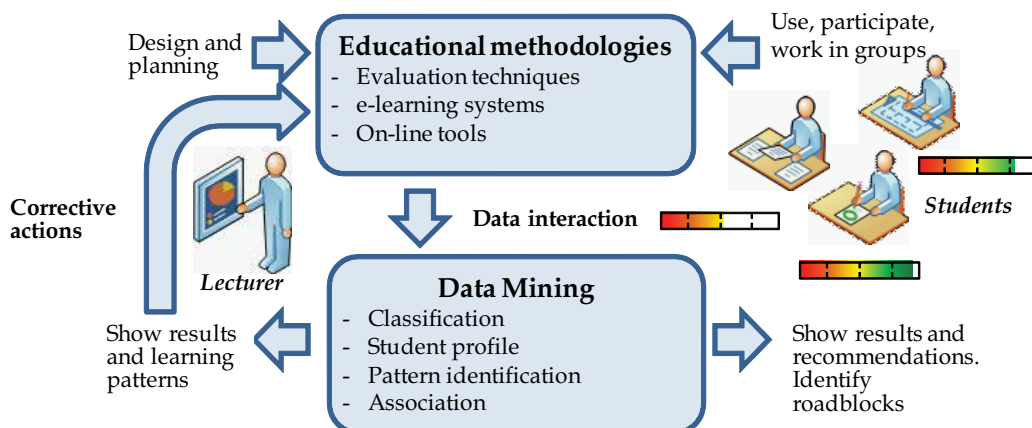 Design and
planning
Educational methodologies
- Evaluation techniques
- e-learning systems
- On-line tools
Use, participate,
work in groups
Corrective
actions
Lecturer
Data interaction
Students
Data Mining
- Classification
- Student profile
- Pattern identification
- Association
Show results
and learning
patterns
Show results and
recommendations.
Identify
roadblocks